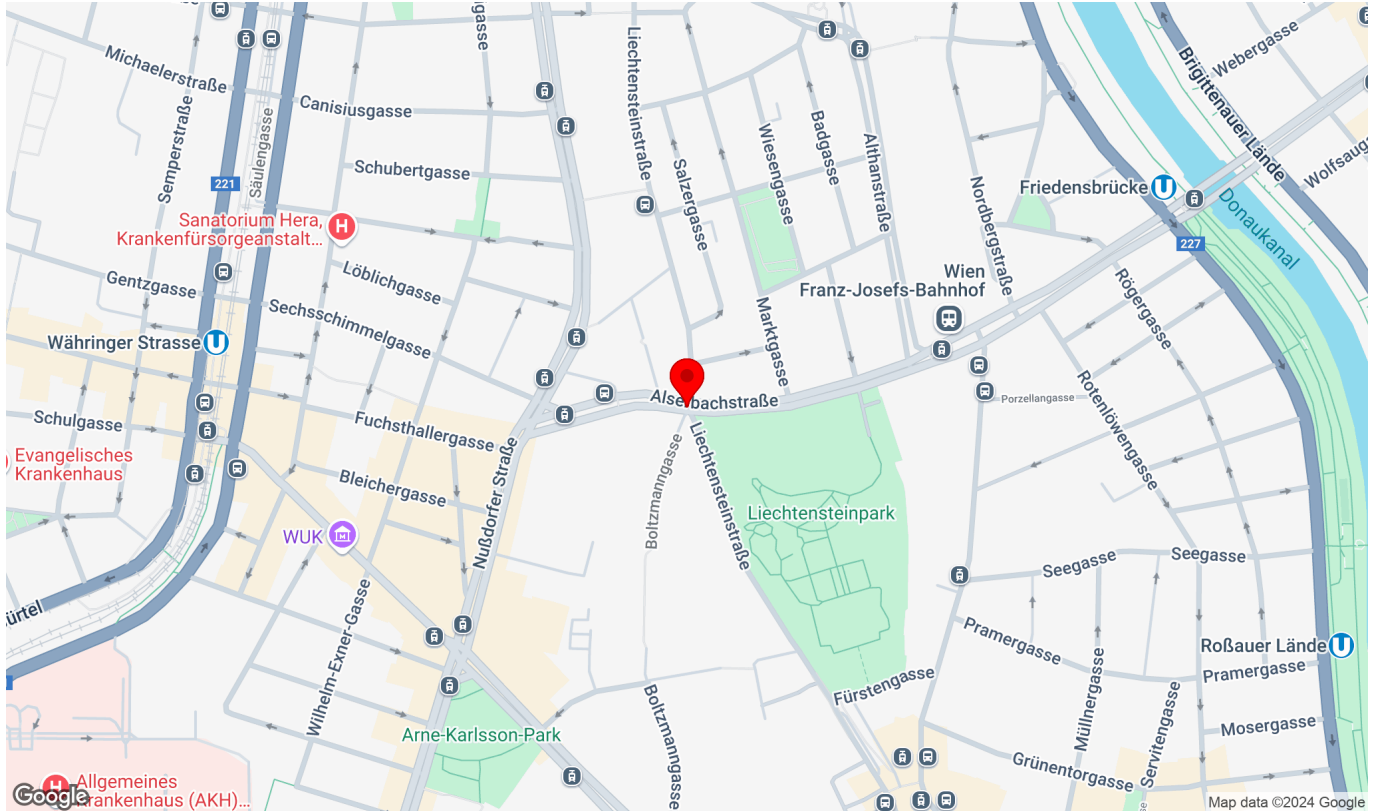 Michaelerstraße
Canisiusgasse
Semperstraße
Säulengasse
221
Schubertgasse
Sanatorium Hera,
Krankenfürsorgeanstalt...
H
Löblichgasse
Gentzgasse
Sechsschimmelgasse
Währinger Strasse
U
Schulgasse
Fuchsthallergasse
Evangelisches
Krankenhaus
Bleichergasse
Nußdorfer Straße
WUK
Wilhelm-Exner-Gasse
Arne-Karlsson-Park
H
Allgemeines
Krankenhaus (AKH)...
Google
Liechtensteinstraße
Salzergasse
Wiesengasse
Badgasse
Althanstraße
Nordbergstraße
Marktgasse
Wien
Franz-Josefs-Bahnhof
Friedensbrücke
U
227
Donaukanal
Brigittenauer Lände
Webergasse
Rögergasse
Rotenlöwengasse
Porzellangasse
Alserbachstraße
Boltzmanngasse
Liechtensteinstraße
Liechtensteinpark
Seegasse
Seegasse
Pramergasse
Roßauer Lände
U
Pramergasse
Fürstengasse
Müllnergasse
Servitengasse
Mosergasse
Grünentorgasse
Boltzmanngasse
Map data ©2024 Google